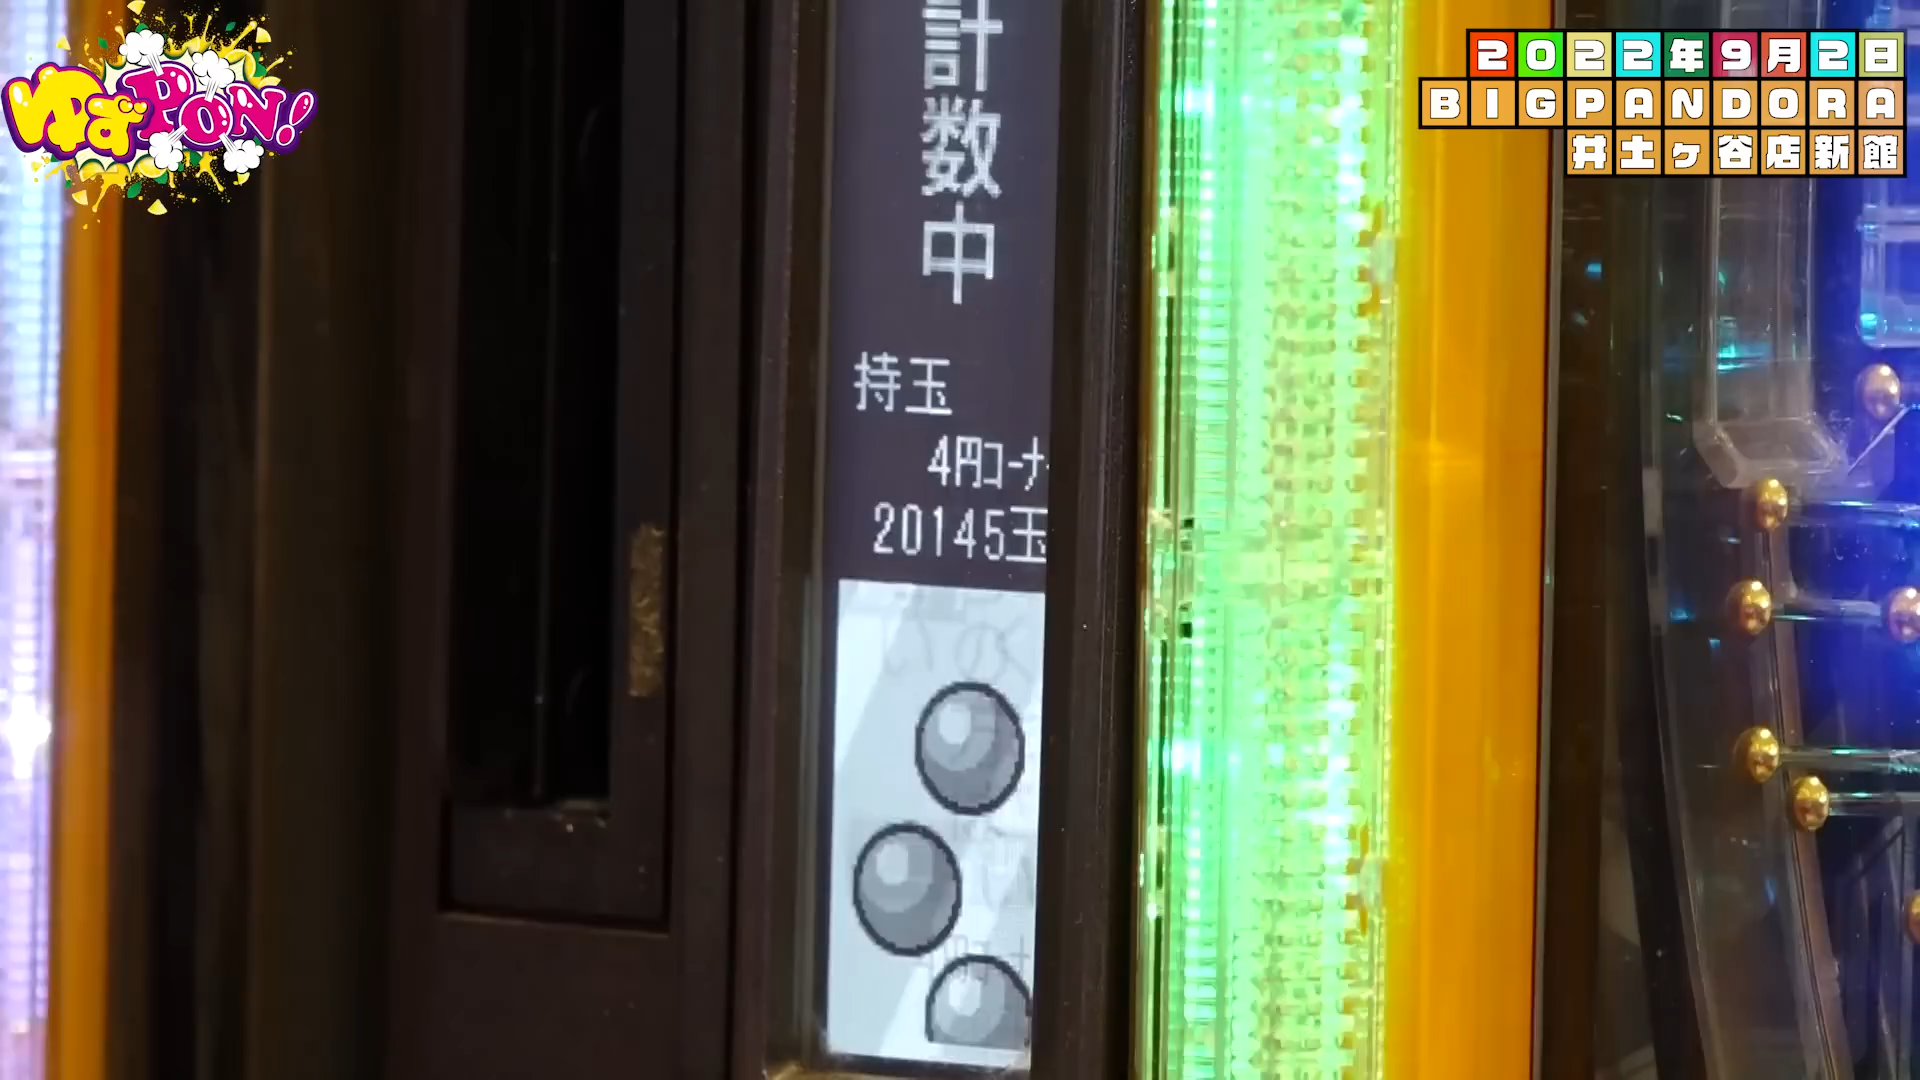 ゆずPON!
2022年9月2日
BIGPANDORA
井土ヶ谷店新館
計数中
持玉
4円ｺｰﾅｰ
20145玉